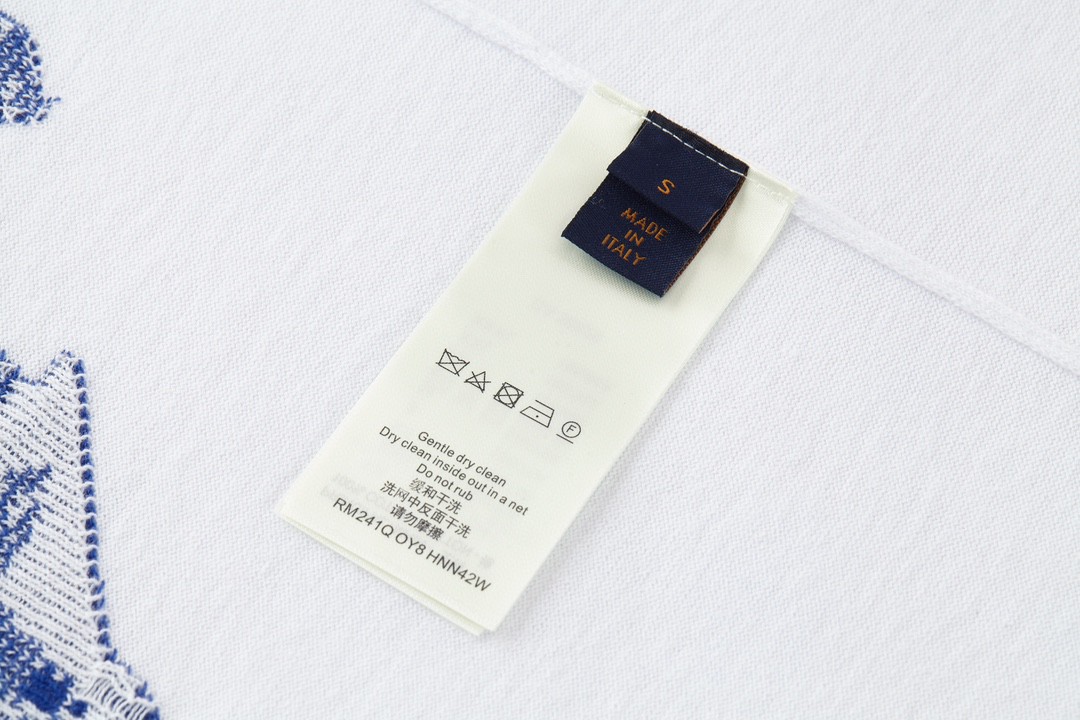 S
MADE
IN
ITALY
F
Gentle dry clean
Dry clean inside out in a net
Do not rub
缓和干洗
洗网中反面干洗
请勿摩擦
RM241Q OY8 HNN42W